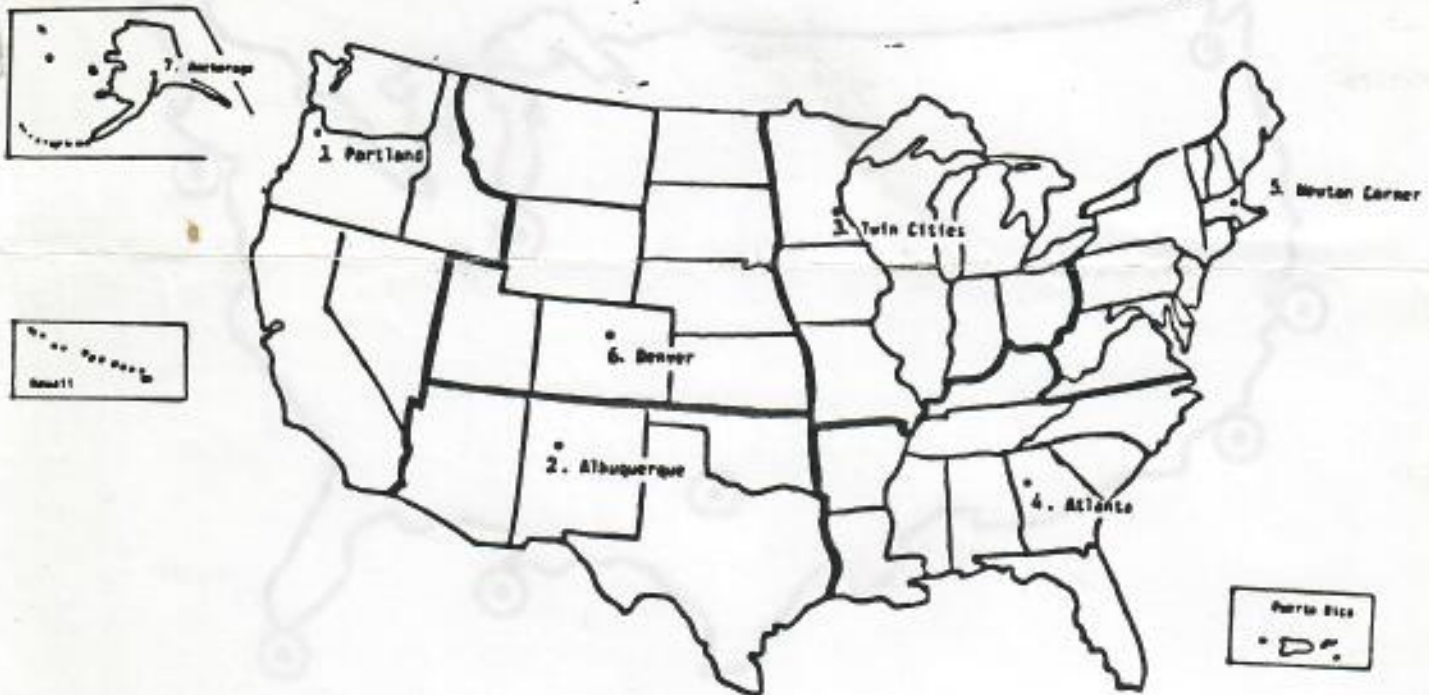 7. Anchorage
1 Portland
5. Newton Corner
3. Twin Cities
Hawaii
6. Denver
2. Albuquerque
4. Atlanta
Puerto Rico